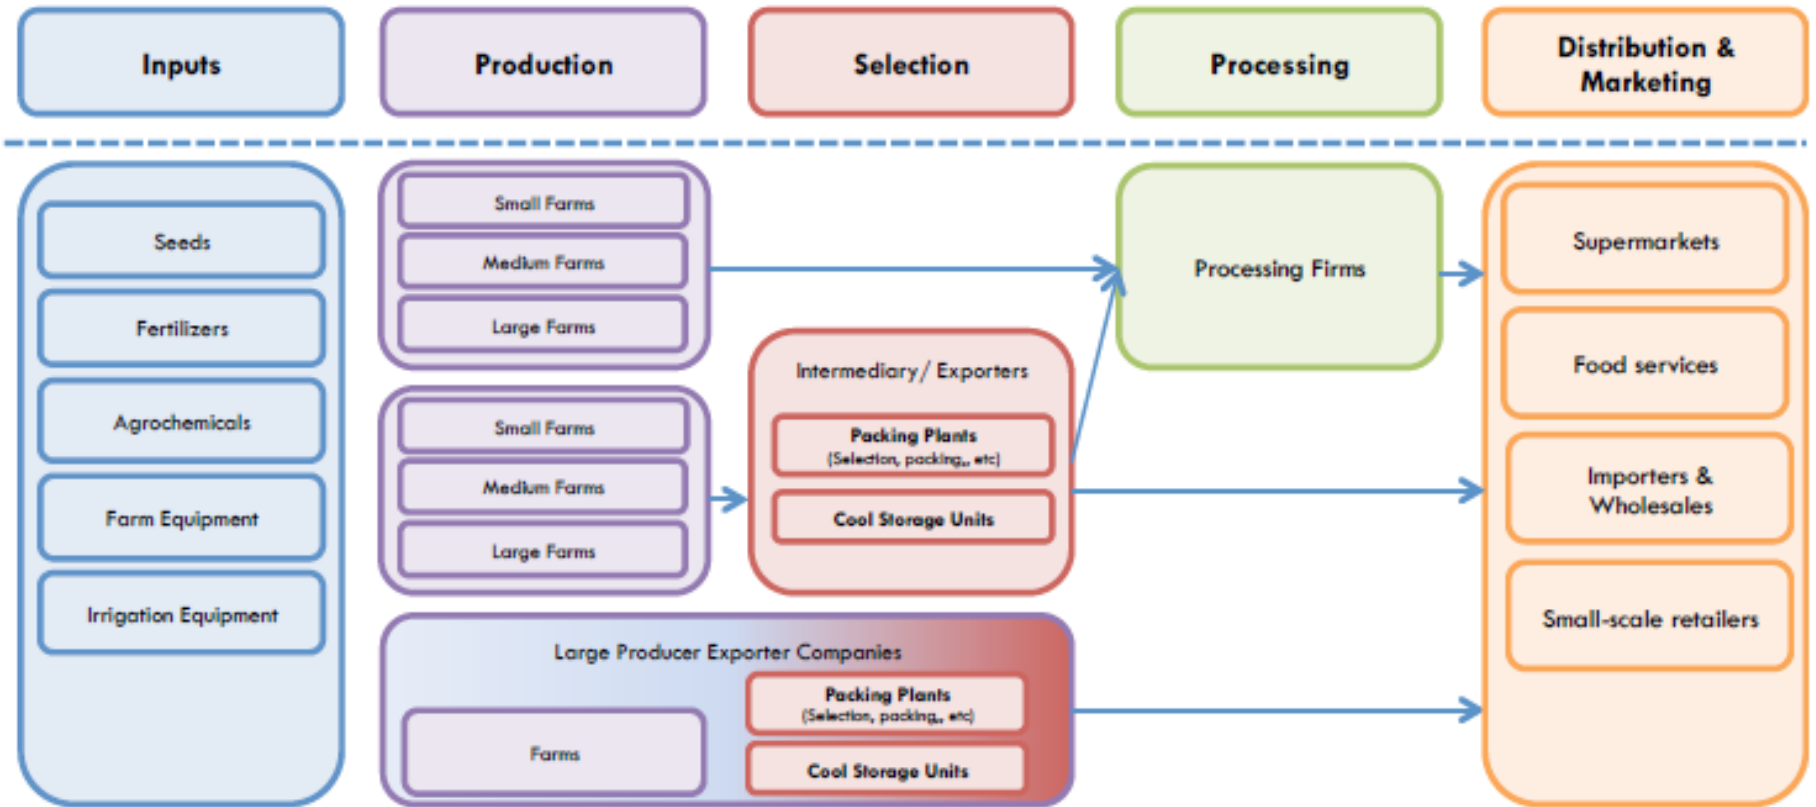 Inputs
Production
Selection
Processing
Distribution &
Marketing
Seeds
Fertilizers
Agrochemicals
Farm Equipment
Irrigation Equipment
Small Farms
Medium Farms
Large Farms
Small Farms
Medium Farms
Large Farms
Large Producer Exporter Companies
Farms
Packing Plants
(Selection, packing,, etc)
Cool Storage Units
Intermediary/ Exporters
Packing Plants
(Selection, packing,, etc)
Cool Storage Units
Processing Firms
Supermarkets
Food services
Importers &
Wholesales
Small-scale retailers